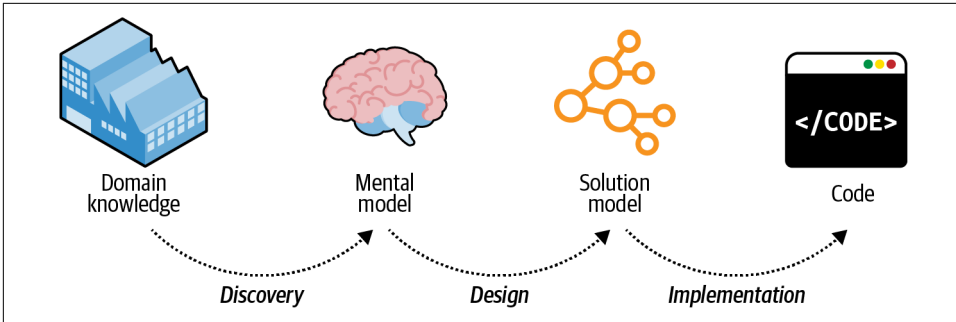 </CODE>
Domain
knowledge
Mental
model
Solution
model
Code
Discovery
Design
Implementation